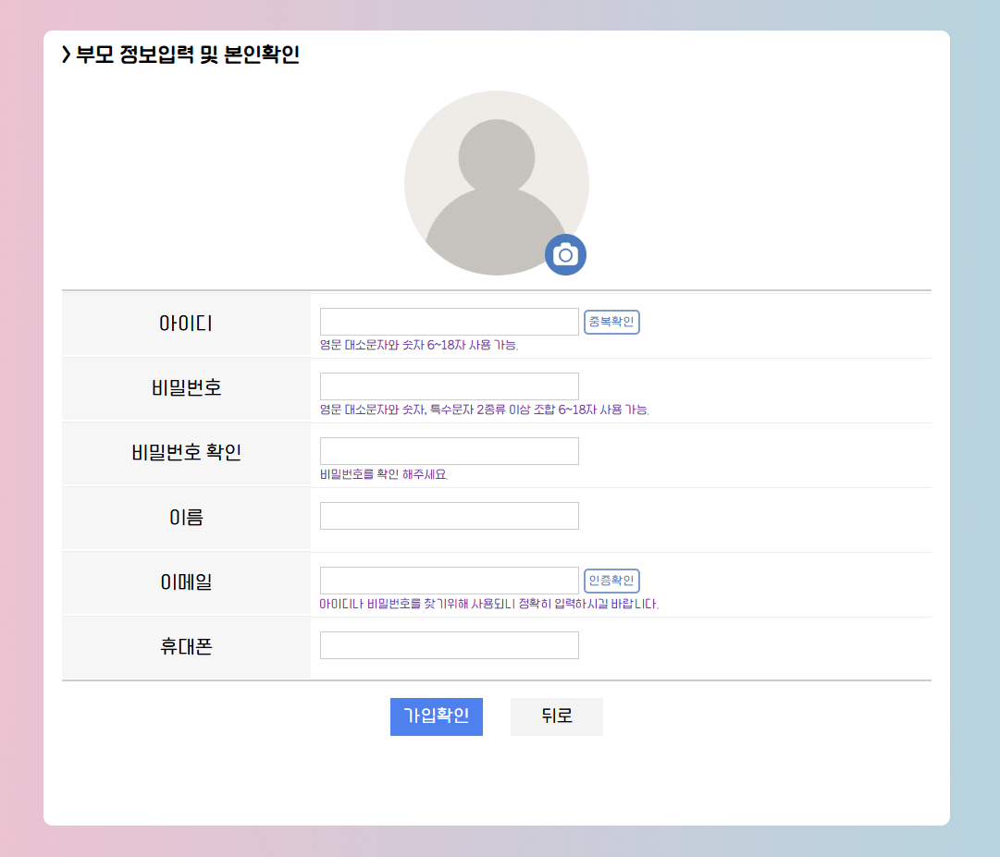 > 부모 정보입력 및 본인확인
아이디
중복확인
영문 대소문자와 숫자 6~18자 사용 가능.
비밀번호
영문 대소문자와 숫자, 특수문자 2종류 이상 조합 6~18자 사용 가능.
비밀번호 확인
비밀번호를 확인 해주세요.
이름
이메일
인증확인
아이디나 비밀번호를 찾기위해 사용되니 정확히 입력하시길 바랍니다.
휴대폰
가입확인
뒤로